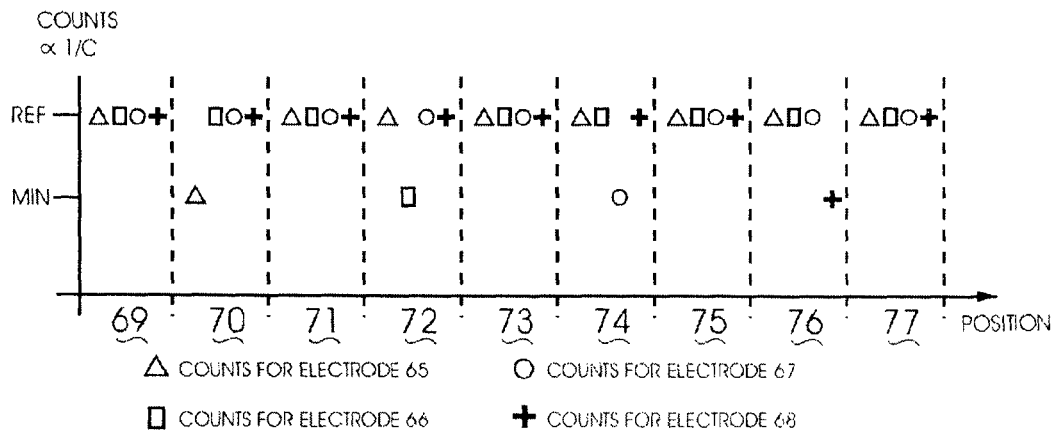 COUNTS
∝ 1/C
REF
MIN
69 70 71 72 73 74 75 76 77 POSITION
COUNTS FOR ELECTRODE 65
COUNTS FOR ELECTRODE 67
COUNTS FOR ELECTRODE 66
COUNTS FOR ELECTRODE 68